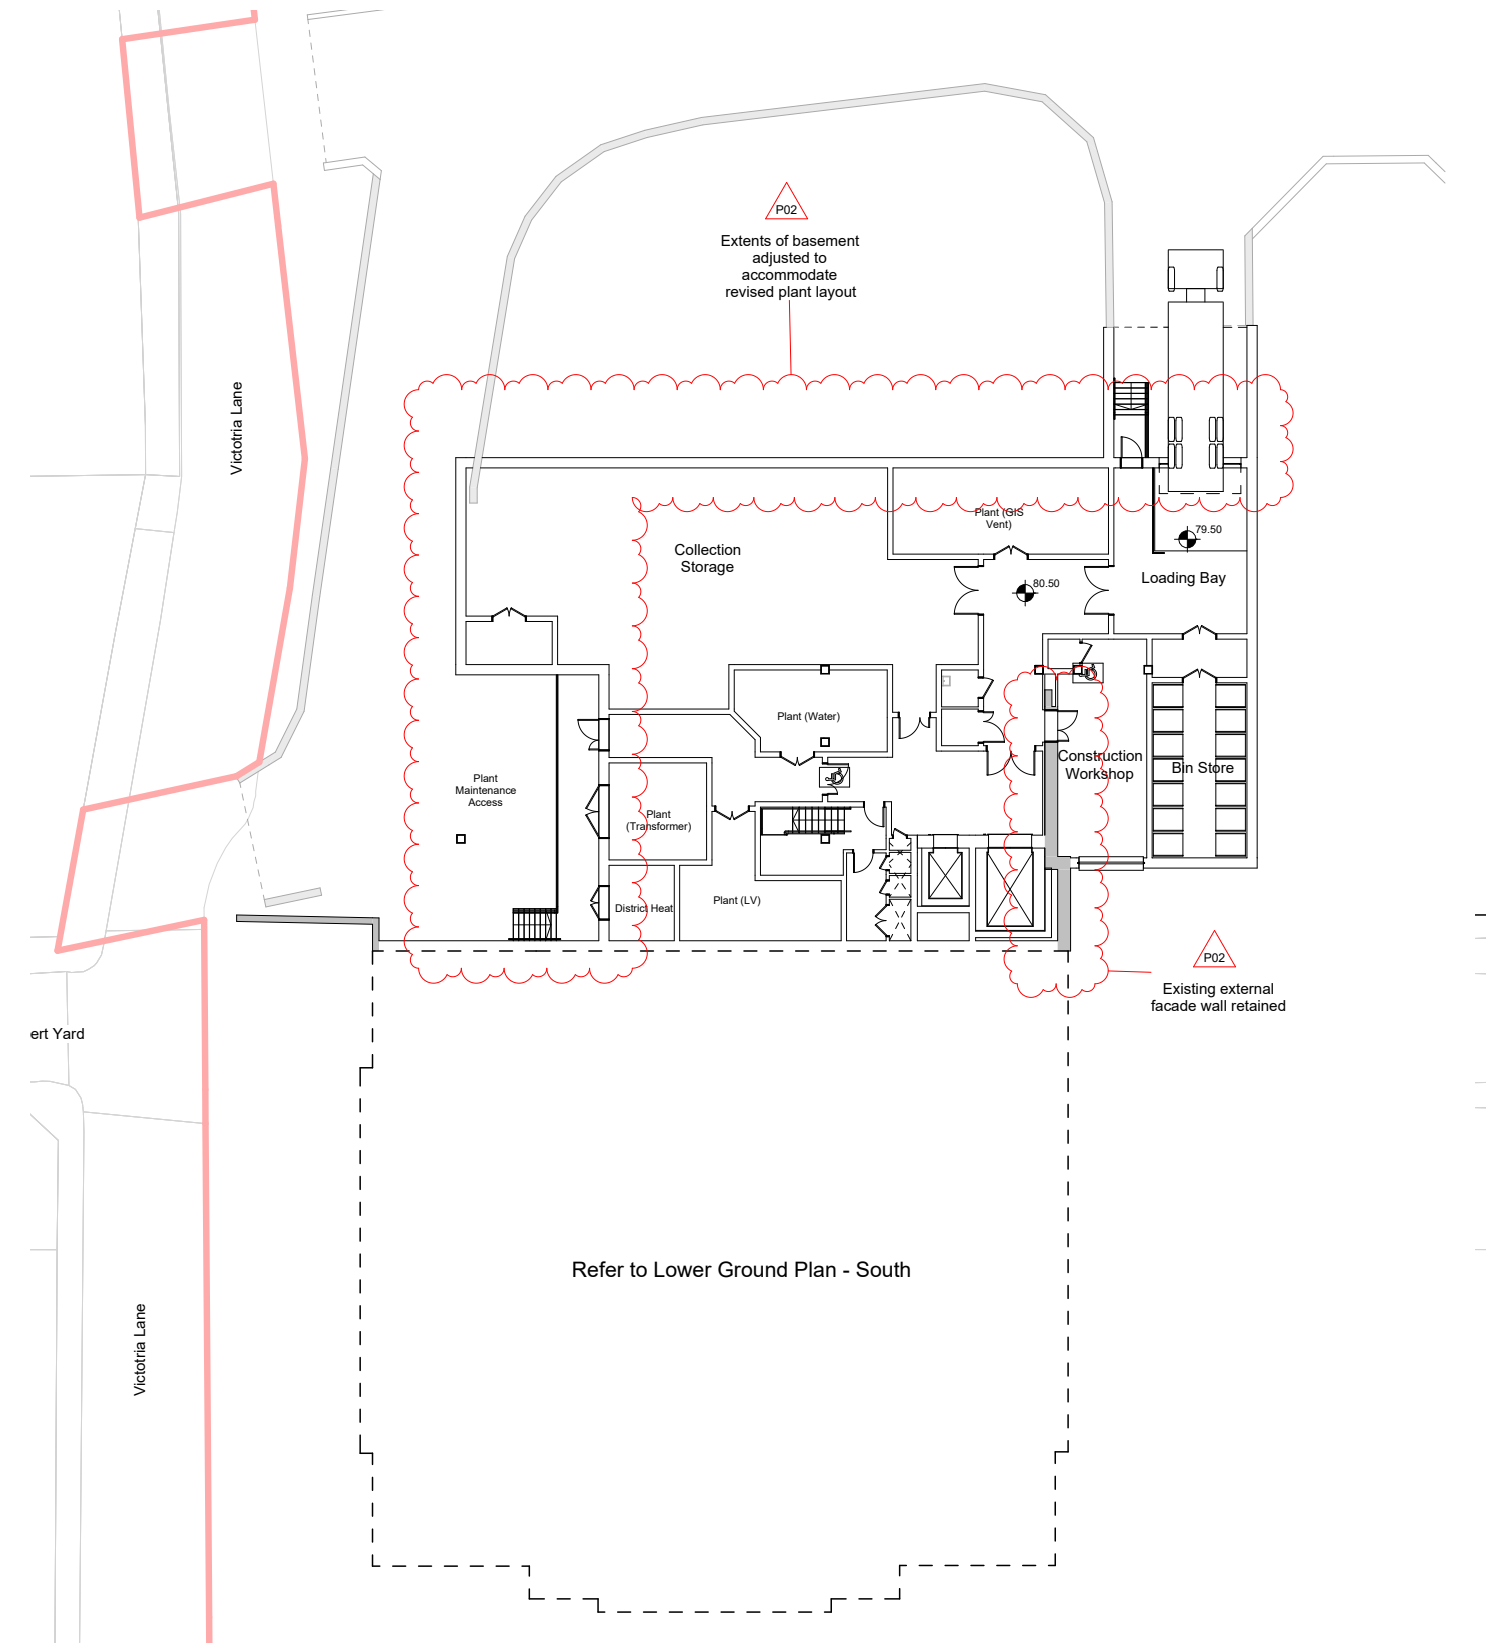 P02
Extents of basement
adjusted to
accommodate
revised plant layout
Victotria Lane
Plant (GIS
Vent)
79.50
Collection
Storage
Loading Bay
80.50
Plant (Water)
Construction
Workshop
Bin Store
Plant
Maintenance
Access
Plant
(Transformer)
District Heat
Plant (LV)
P02
Existing external
facade wall retained
ert Yard
Refer to Lower Ground Plan - South
Victotria Lane